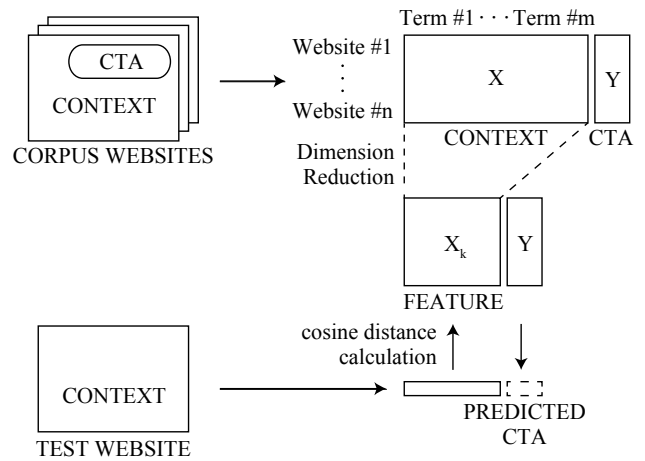 Term #1 · · · Term #m
CTA
CONTEXT
CORPUS WEBSITES
Website #1
·
·
·
Website #n
X
Y
CONTEXT
CTA
Dimension
Reduction
X_k
Y
FEATURE
cosine distance
calculation
CONTEXT
TEST WEBSITE
PREDICTED
CTA